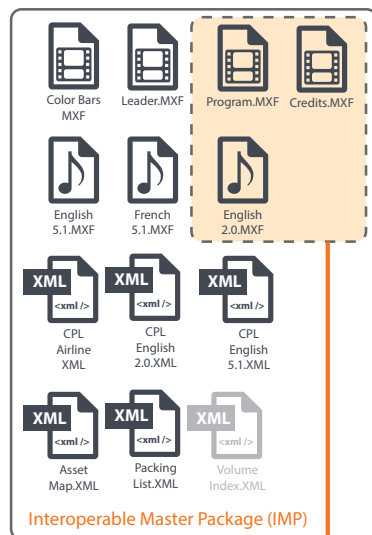 Color Bars
MXF
Leader.MXF
Program.MXF
Credits.MXF
English
5.1.MXF
French
5.1.MXF
English
2.0.MXF
XML
<xml />
CPL
Airline
XML
XML
<xml />
CPL
English
2.0.XML
XML
<xml />
CPL
English
5.1.XML
XML
<xml />
Asset
Map.XML
XML
<xml />
Packing
List.XML
XML
<xml />
Volume
Index.XML
Interoperable Master Package (IMP)